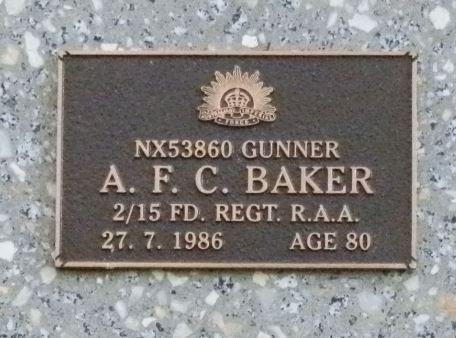 NX53860 GUNNER
A. F. C. BAKER
2/15 FD. REGT. R.A.A.
27. 7. 1986 AGE 80